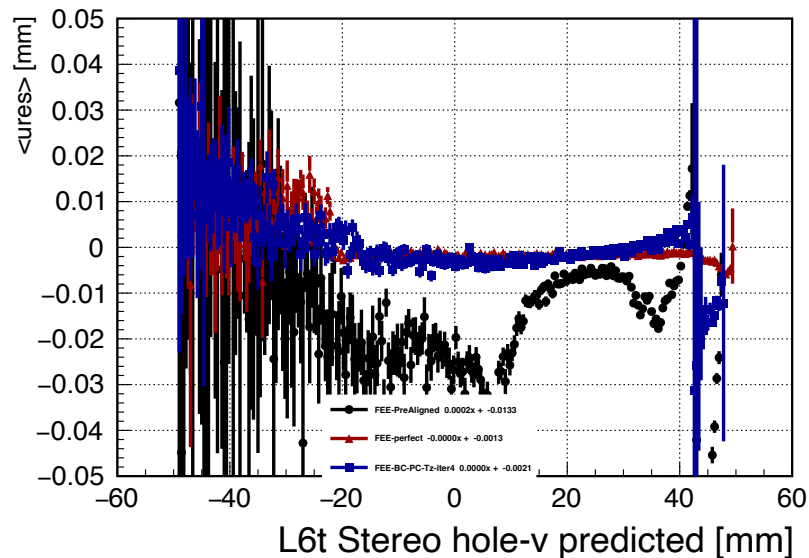 <ures> [mm]
0.05
0.04
0.03
0.02
0.01
0
−0.01
−0.02
−0.03
−0.04
−0.05
FEE-PreAligned 0.0002x + -0.0133
FEE-perfect -0.0000x + -0.0013
FEE-BC-PC-Tz-iter4 0.0000x + -0.0021
−60 −40 −20 0 20 40 60
L6t Stereo hole-v predicted [mm]